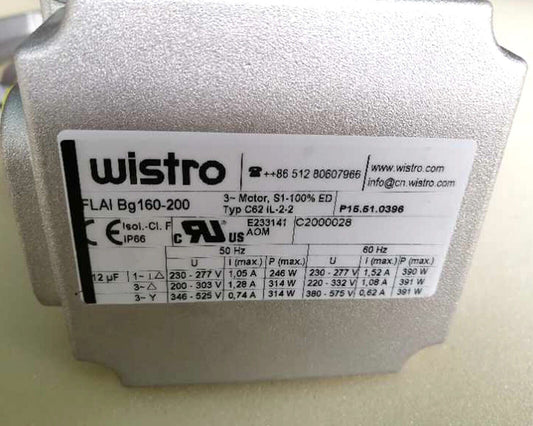 wistro
☎ ++86 512 80607966
www.wistro.com
info@cn.wistro.com
FLAI Bg160-200
3~ Motor, S1-100% ED
Typ C62 IL-2-2
P15.51.0396
CE Isol.-Cl. F
IP66
c RU US
E233141
AOM
C2000028
50 Hz 60 Hz
U I (max.) P (max.) U I (max.) P (max.)
12 µF 1~ ⊥△ 230 - 277 V 1,05 A 246 W 230 - 277 V 1,52 A 390 W
3~ △ 200 - 303 V 1,28 A 314 W 220 - 332 V 1,08 A 391 W
3~ Y 346 - 525 V 0,74 A 314 W 380 - 575 V 0,62 A 391 W